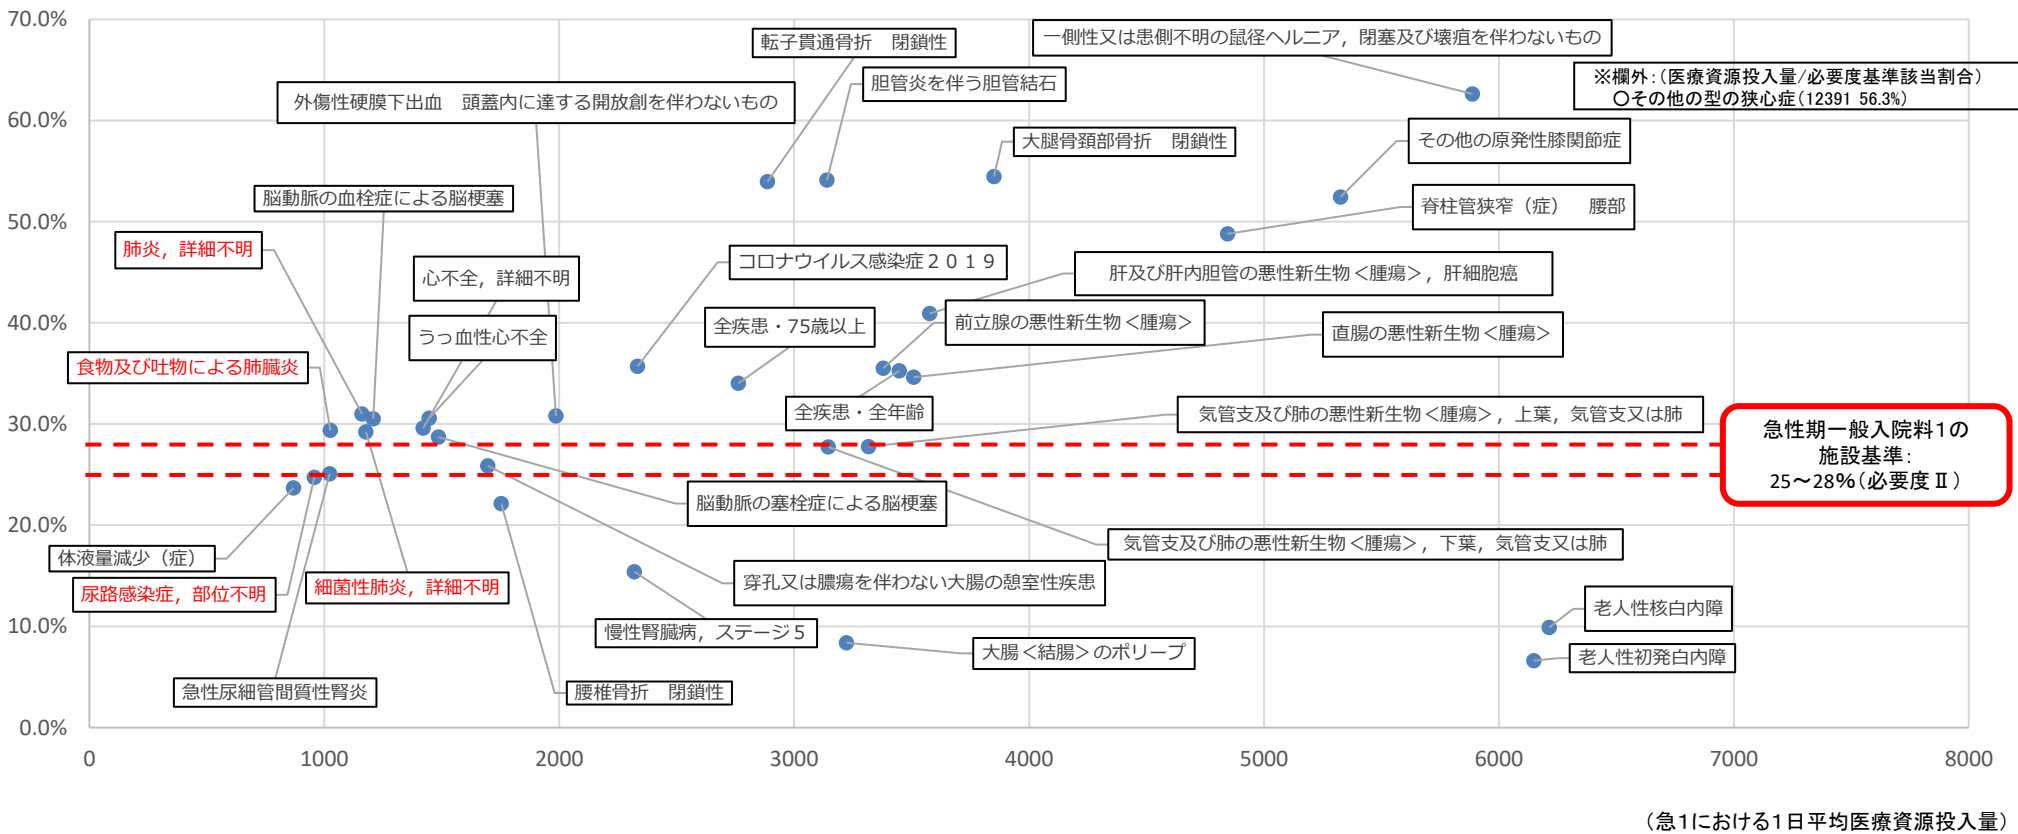 70.0%
60.0%
50.0%
40.0%
30.0%
20.0%
10.0%
0.0%
0
1000
2000
3000
4000
5000
6000
7000
8000
転子貫通骨折　閉鎖性
一側性又は患側不明の鼠径ヘルニア，閉塞及び壊疽を伴わないもの
胆管炎を伴う胆管結石
※欄外：（医療資源投入量/必要度基準該当割合）
〇その他の型の狭心症（12391 56.3%）
外傷性硬膜下出血　頭蓋内に達する開放創を伴わないもの
大腿骨頚部骨折　閉鎖性
その他の原発性膝関節症
脳動脈の血栓症による脳梗塞
脊柱管狭窄（症）　腰部
肺炎，詳細不明
コロナウイルス感染症２０１９
心不全，詳細不明
肝及び肝内胆管の悪性新生物＜腫瘍＞，肝細胞癌
全疾患・75歳以上
前立腺の悪性新生物＜腫瘍＞
うっ血性心不全
直腸の悪性新生物＜腫瘍＞
食物及び吐物による肺臓炎
全疾患・全年齢
気管支及び肺の悪性新生物＜腫瘍＞，上葉，気管支又は肺
急性期一般入院料１の
施設基準：
25～28%（必要度Ⅱ）
脳動脈の塞栓症による脳梗塞
気管支及び肺の悪性新生物＜腫瘍＞，下葉，気管支又は肺
体液量減少（症）
穿孔又は膿瘍を伴わない大腸の憩室性疾患
尿路感染症，部位不明
細菌性肺炎，詳細不明
老人性核白内障
慢性腎臓病，ステージ５
大腸＜結腸＞のポリープ
老人性初発白内障
急性尿細管間質性腎炎
腰椎骨折　閉鎖性
（急1における1日平均医療資源投入量）